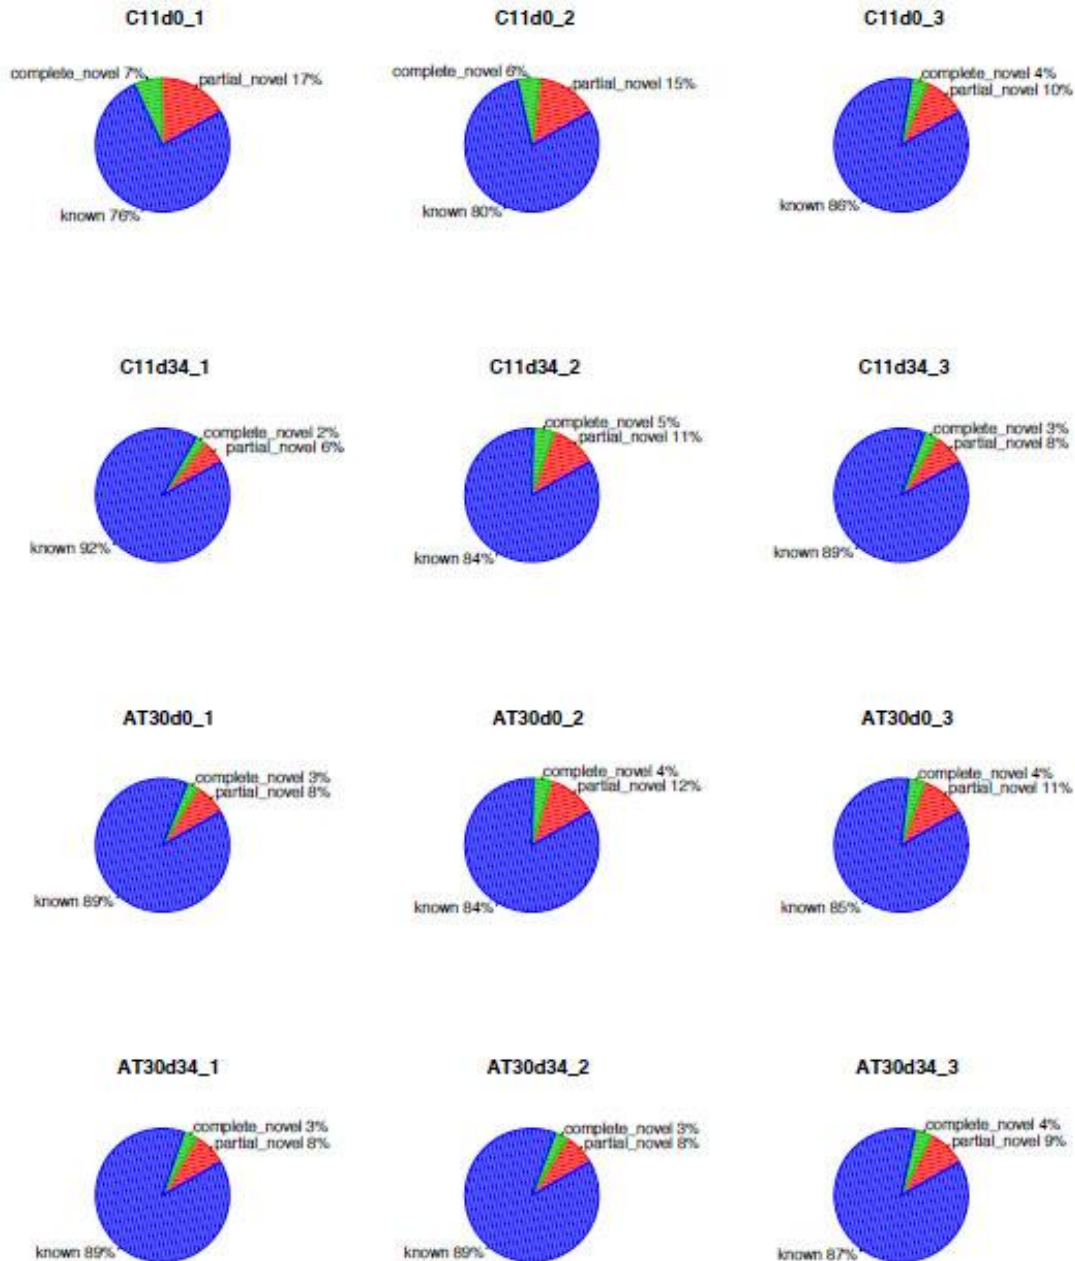 C11d0_1
C11d0_2
C11d0_3
complete_novel 7%
partial_novel 17%
known 76%
complete_novel 6%
partial_novel 15%
known 80%
complete_novel 4%
partial_novel 10%
known 86%
C11d34_1
C11d34_2
C11d34_3
complete_novel 2%
partial_novel 6%
known 92%
complete_novel 5%
partial_novel 11%
known 84%
complete_novel 3%
partial_novel 8%
known 89%
AT30d0_1
AT30d0_2
AT30d0_3
complete_novel 3%
partial_novel 8%
known 89%
complete_novel 4%
partial_novel 12%
known 84%
complete_novel 4%
partial_novel 11%
known 85%
AT30d34_1
AT30d34_2
AT30d34_3
complete_novel 3%
partial_novel 8%
known 89%
complete_novel 3%
partial_novel 8%
known 89%
complete_novel 4%
partial_novel 9%
known 87%